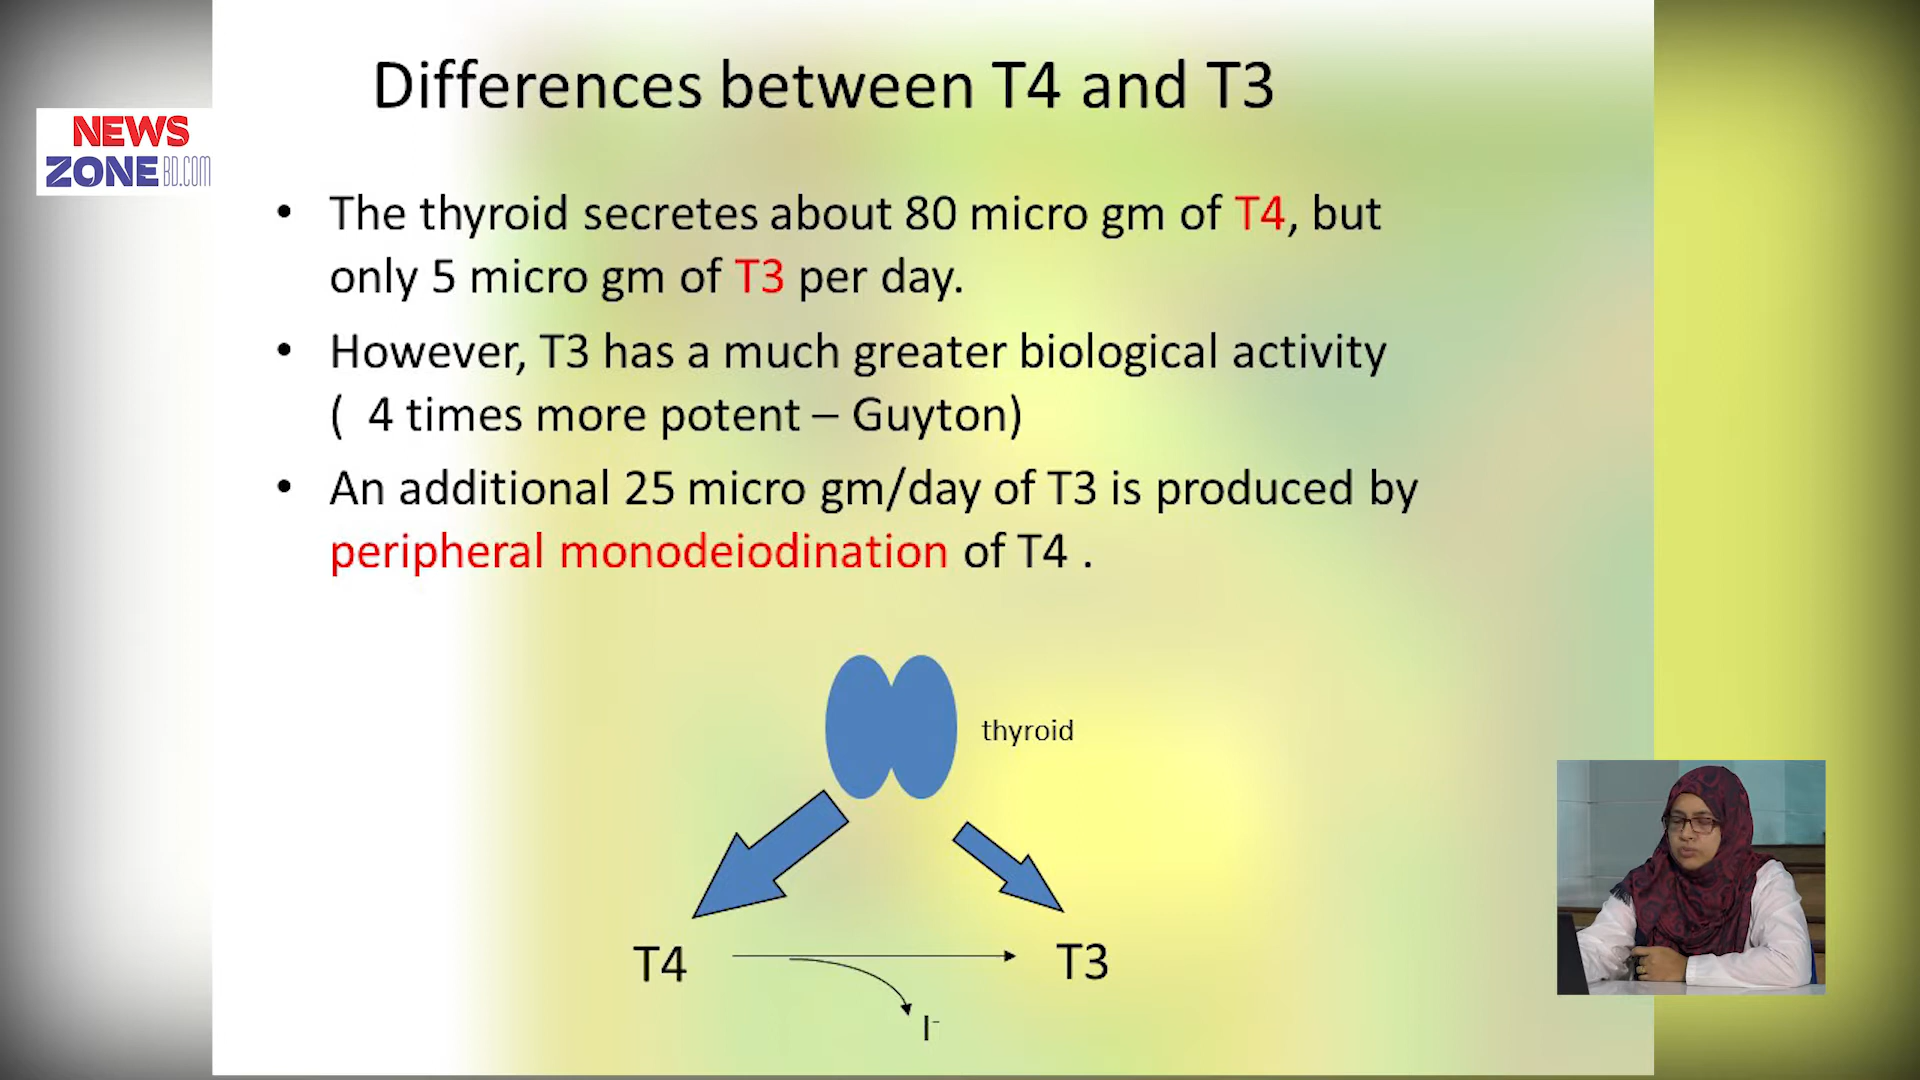 Differences between T4 and T3
NEWS
ZONE BD.COM
• The thyroid secretes about 80 micro gm of T4, but
only 5 micro gm of T3 per day.
• However, T3 has a much greater biological activity
( 4 times more potent – Guyton)
• An additional 25 micro gm/day of T3 is produced by
peripheral monodeiodination of T4 .
thyroid
T4
T3
I-